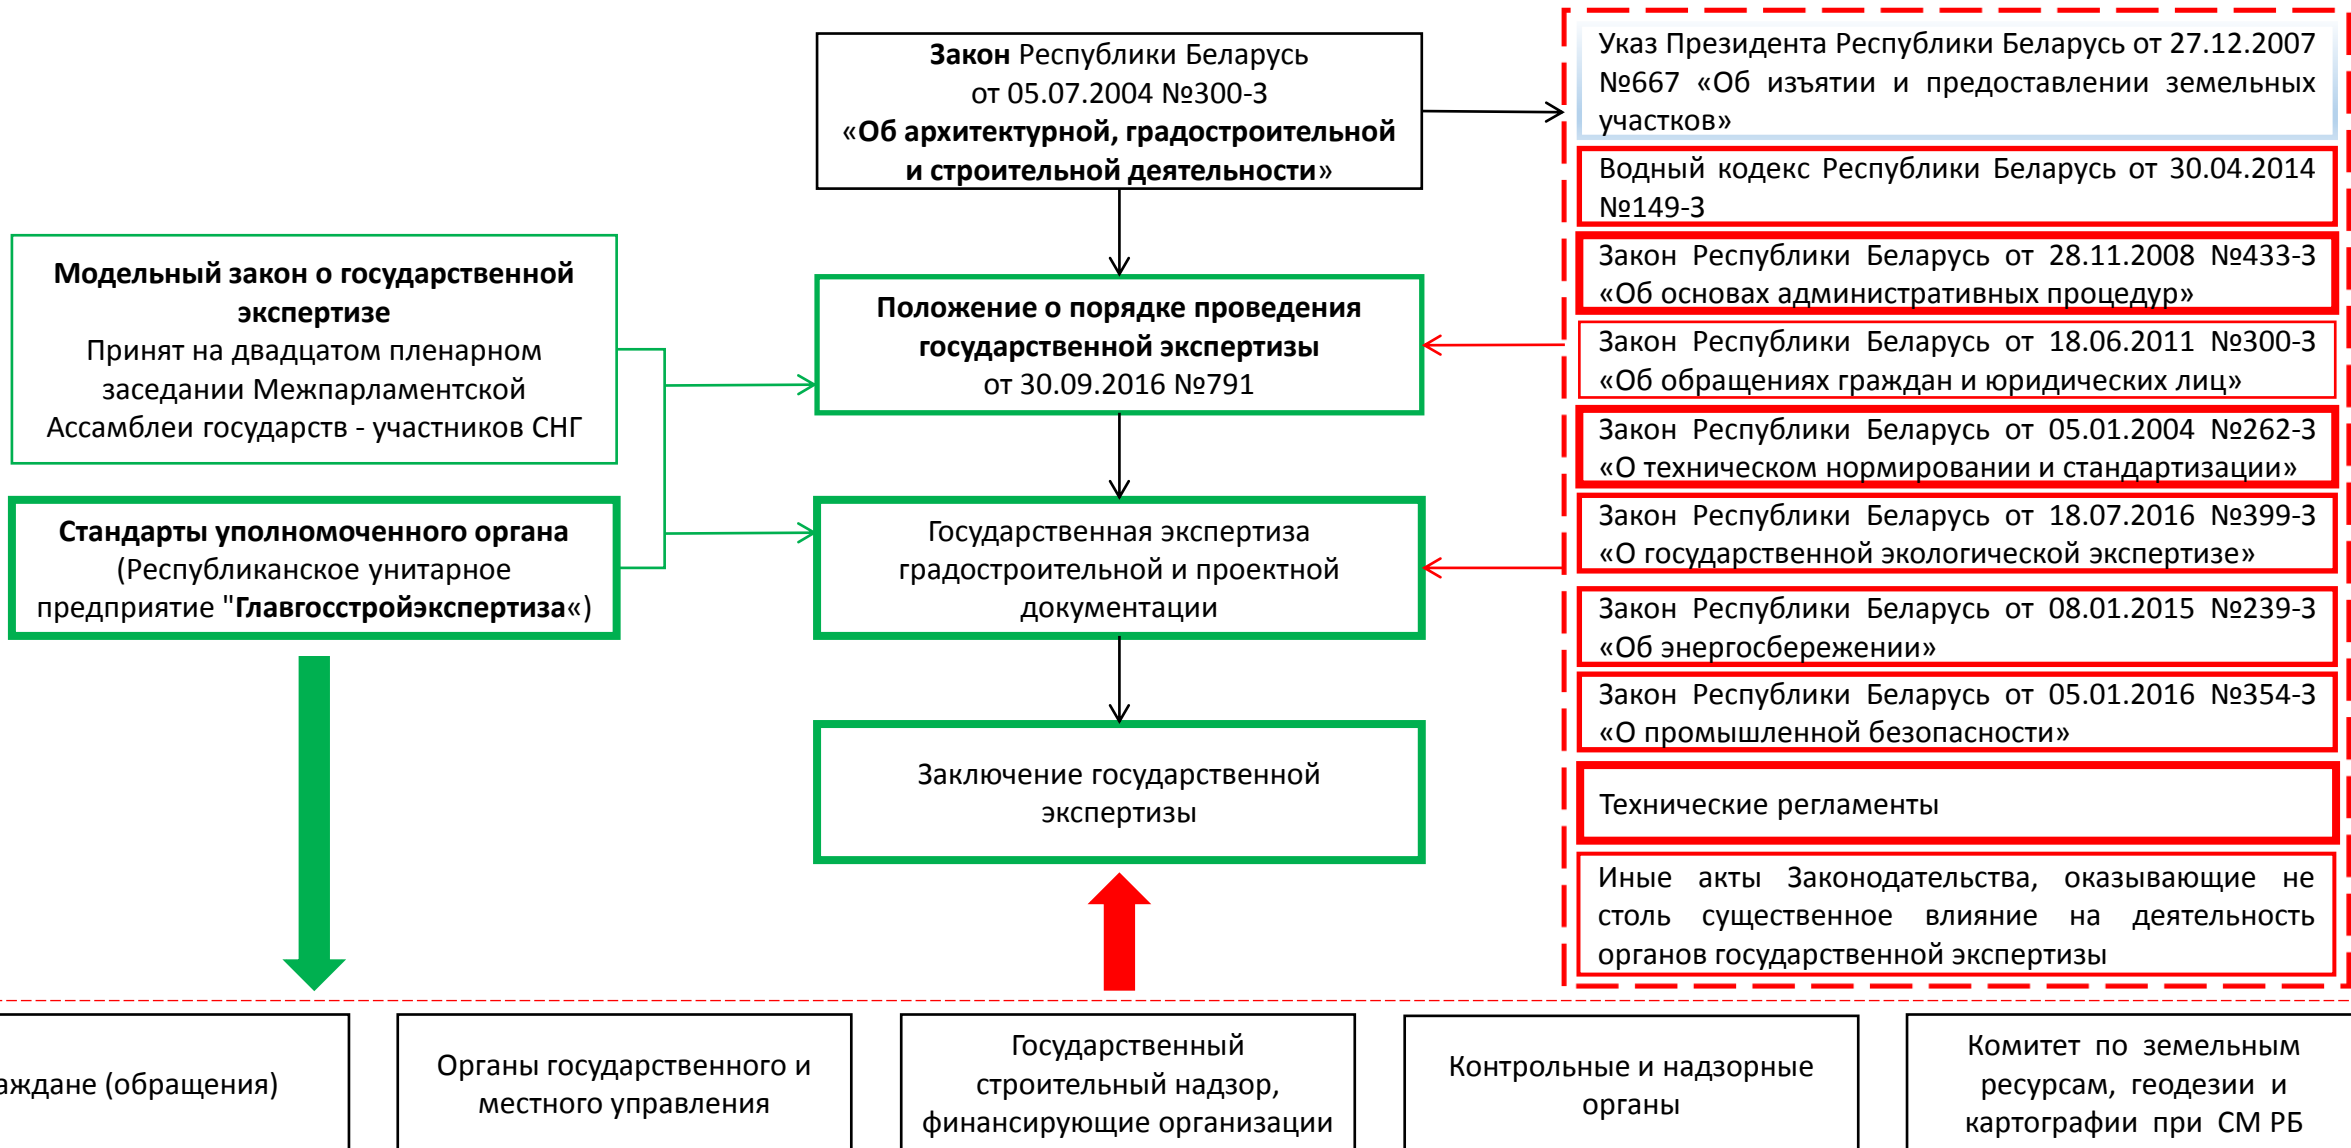 Закон Республики Беларусь
от 05.07.2004 №300-З
«Об архитектурной, градостроительной
и строительной деятельности»
Модельный закон о государственной
экспертизе
Принят на двадцатом пленарном
заседании Межпарламентской
Ассамблеи государств - участников СНГ
Стандарты уполномоченного органа
(Республиканское унитарное
предприятие "Главгосстройэкспертиза«)
Положение о порядке проведения
государственной экспертизы
от 30.09.2016 №791
Государственная экспертиза
градостроительной и проектной
документации
Заключение государственной
экспертизы
Указ Президента Республики Беларусь от 27.12.2007
№667 «Об изъятии и предоставлении земельных
участков»
Водный кодекс Республики Беларусь от 30.04.2014
№149-З
Закон Республики Беларусь от 28.11.2008 №433-З
«Об основах административных процедур»
Закон Республики Беларусь от 18.06.2011 №300-З
«Об обращениях граждан и юридических лиц»
Закон Республики Беларусь от 05.01.2004 №262-З
«О техническом нормировании и стандартизации»
Закон Республики Беларусь от 18.07.2016 №399-З
«О государственной экологической экспертизе»
Закон Республики Беларусь от 08.01.2015 №239-З
«Об энергосбережении»
Закон Республики Беларусь от 05.01.2016 №354-З
«О промышленной безопасности»
Технические регламенты
Иные акты Законодательства, оказывающие не
столь существенное влияние на деятельность
органов государственной экспертизы
аждане (обращения)
Органы государственного и
местного управления
Государственный
строительный надзор,
финансирующие организации
Контрольные и надзорные
органы
Комитет по земельным
ресурсам, геодезии и
картографии при СМ РБ